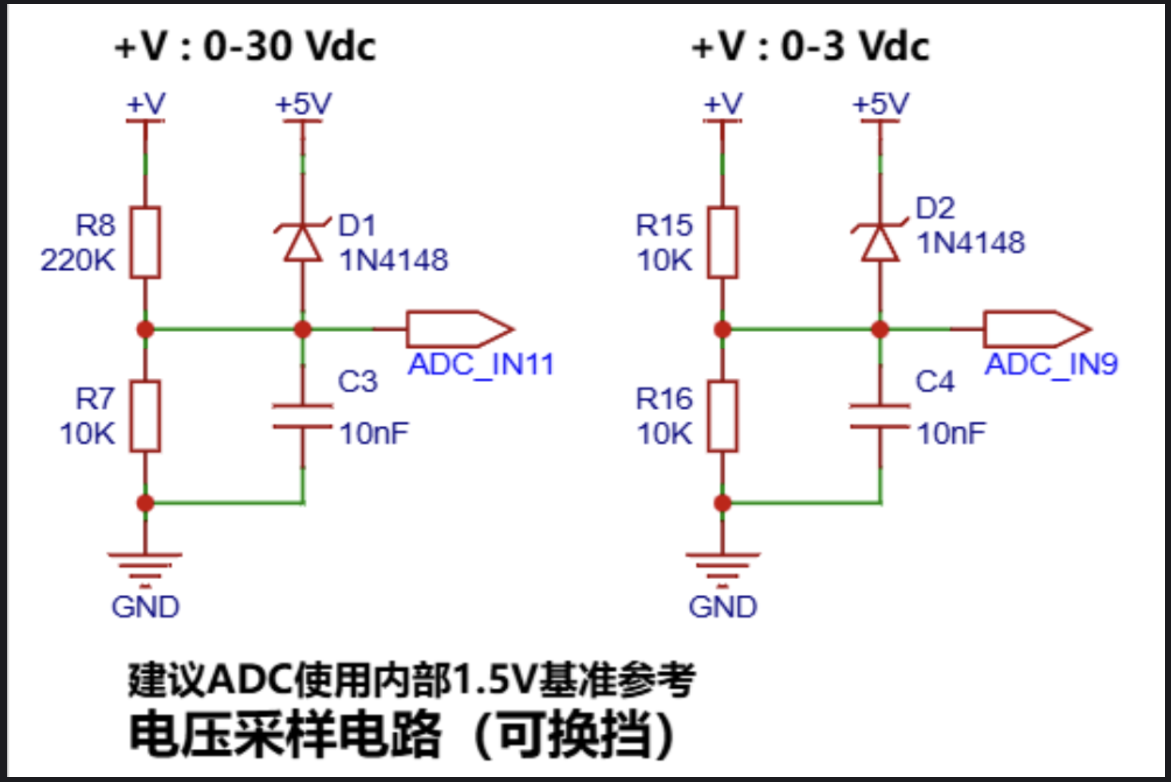 +V : 0-30 Vdc
+V
+5V
R8
220K
D1
1N4148
ADC_IN11
R7
10K
C3
10nF
GND
+V : 0-3 Vdc
+V
+5V
R15
10K
D2
1N4148
ADC_IN9
R16
10K
C4
10nF
GND
建议ADC使用内部1.5V基准参考
电压采样电路（可换挡）